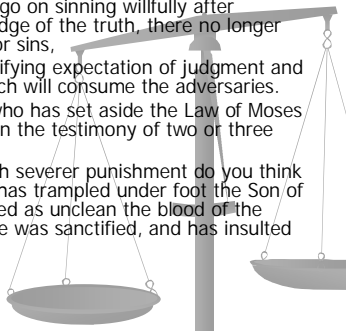 go on sinning willfully after
dge of the truth, there no longer
or sins,
ifying expectation of judgment and
ch will consume the adversaries.
who has set aside the Law of Moses
n the testimony of two or three
h severer punishment do you think
has trampled under foot the Son of
ed as unclean the blood of the
e was sanctified, and has insulted